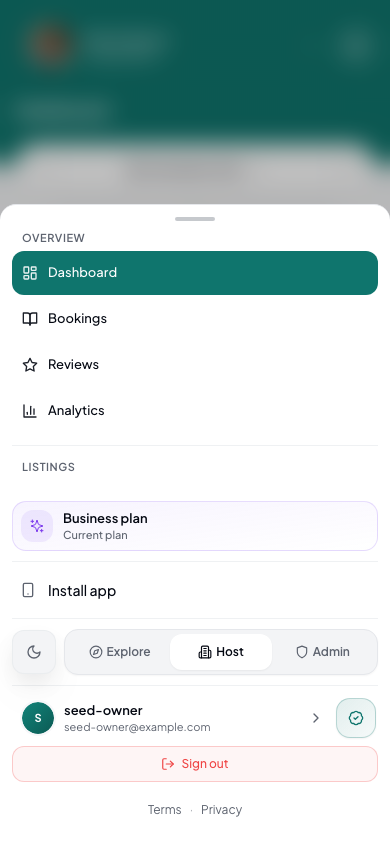 OVERVIEW
Dashboard
Bookings
Reviews
Analytics
LISTINGS
Business plan
Current plan
Install app
Explore
Host
Admin
S
seed-owner
seed-owner@example.com
Sign out
Terms · Privacy